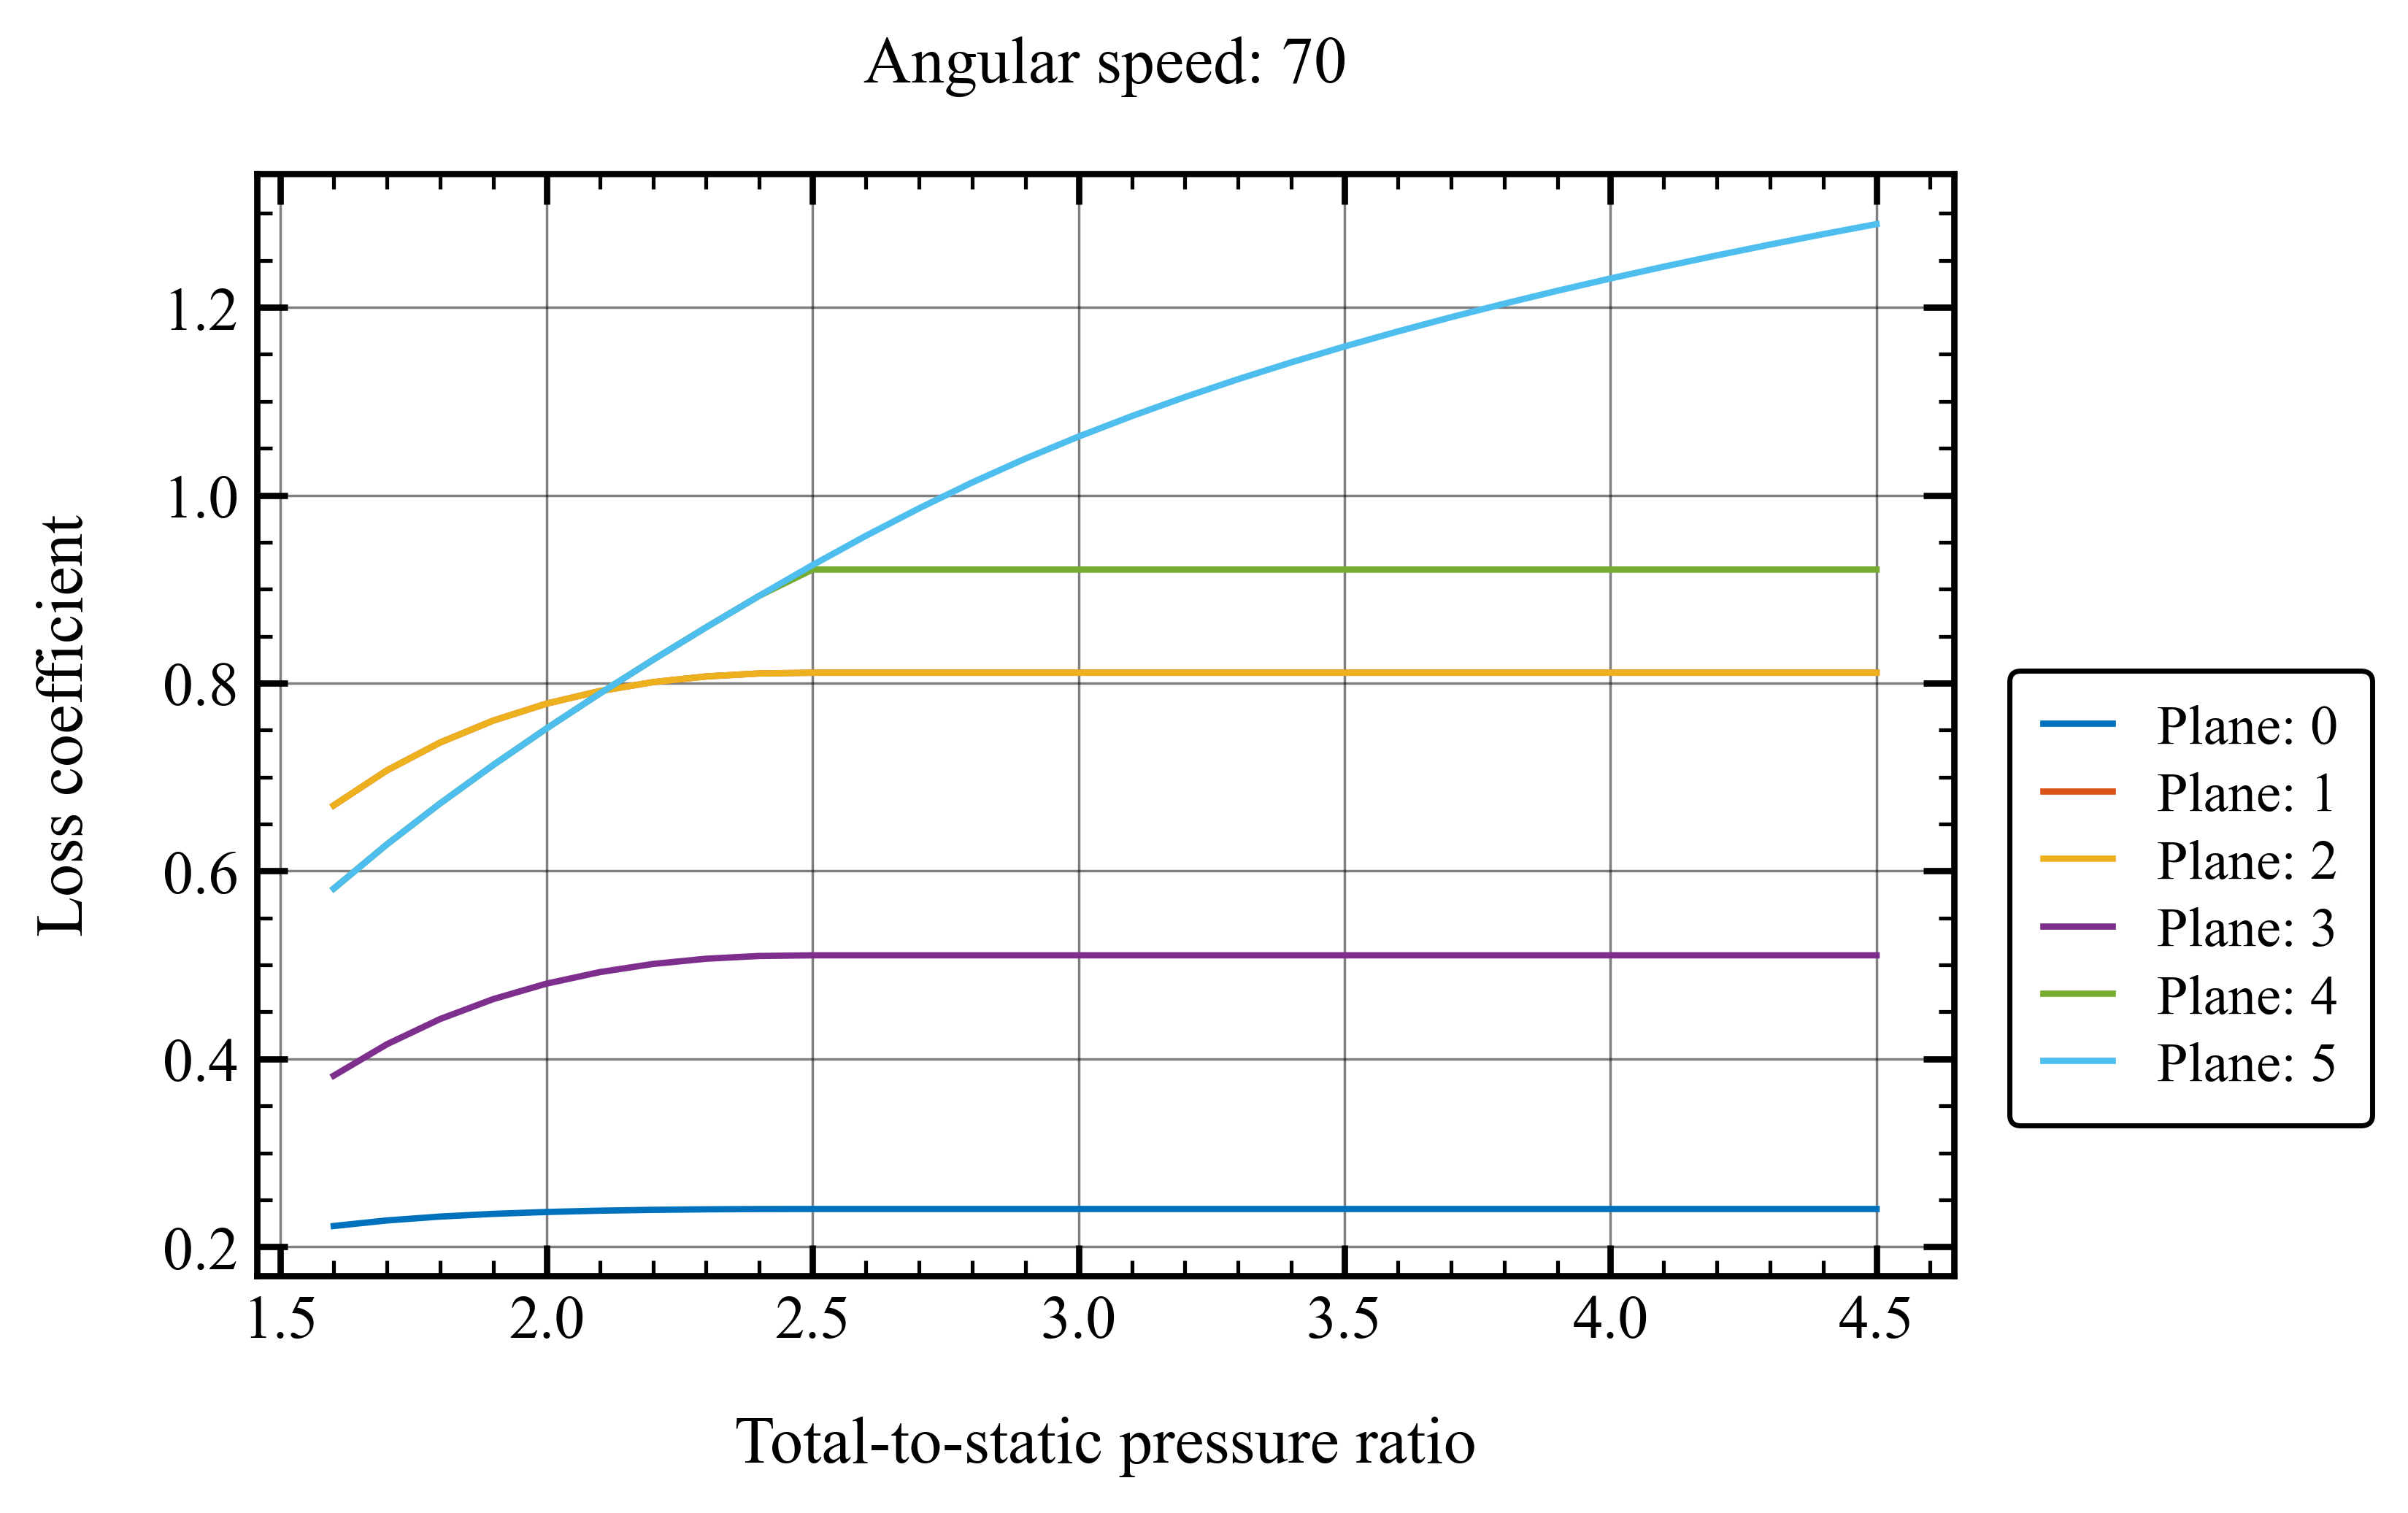 Angular speed: 70
Loss coefficient
1.2
1.0
0.8
0.6
0.4
0.2
1.5 2.0 2.5 3.0 3.5 4.0 4.5
Total-to-static pressure ratio
Plane: 0
Plane: 1
Plane: 2
Plane: 3
Plane: 4
Plane: 5